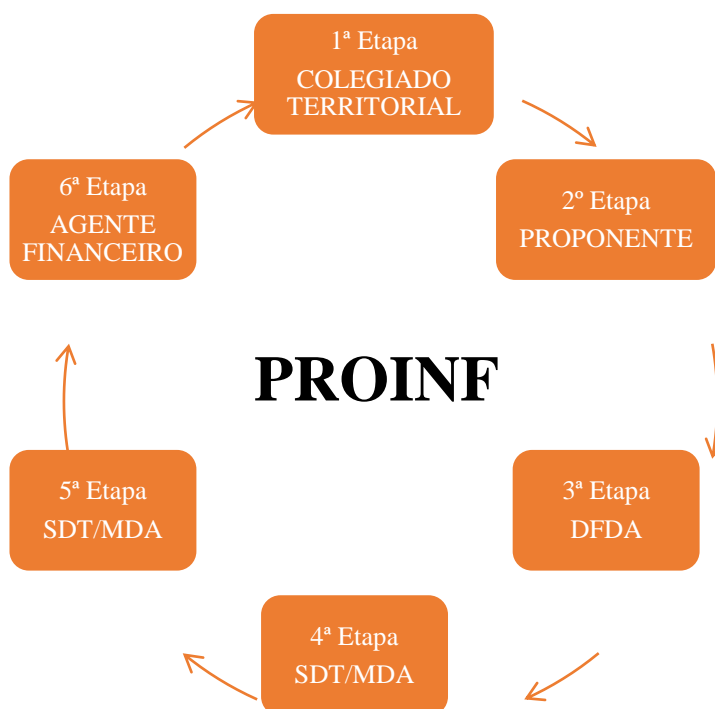 1ª Etapa
COLEGIADO
TERRITORIAL
2º Etapa
PROPONENTE
3ª Etapa
DFDA
4ª Etapa
SDT/MDA
5ª Etapa
SDT/MDA
6ª Etapa
AGENTE
FINANCEIRO
PROINF